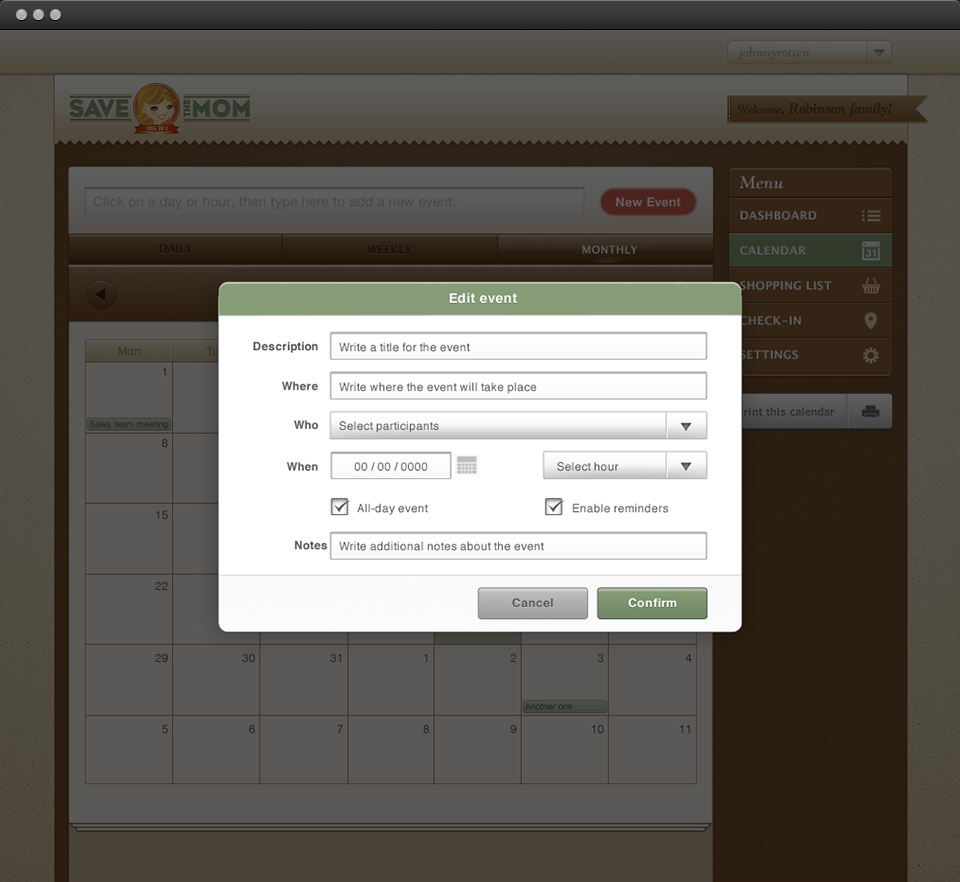 johnnyrotten
SAVE THE MOM
Welcome, Robinson family!
Click on a day or hour, then type here to add a new event.
New Event
DAILY
WEEKLY
MONTHLY
Menu
DASHBOARD
CALENDAR
31
SHOPPING LIST
CHECK-IN
SETTINGS
rint this calendar
Edit event
Description
Write a title for the event
Where
Write where the event will take place
Who
Select participants
When
00 / 00 / 0000
Select hour
All-day event
Enable reminders
Notes
Write additional notes about the event
Cancel
Confirm
Mon
Tu
1
Sales team meeting
8
15
22
29 30 31 1 2 3 4
Another one
5 6 7 8 9 10 11